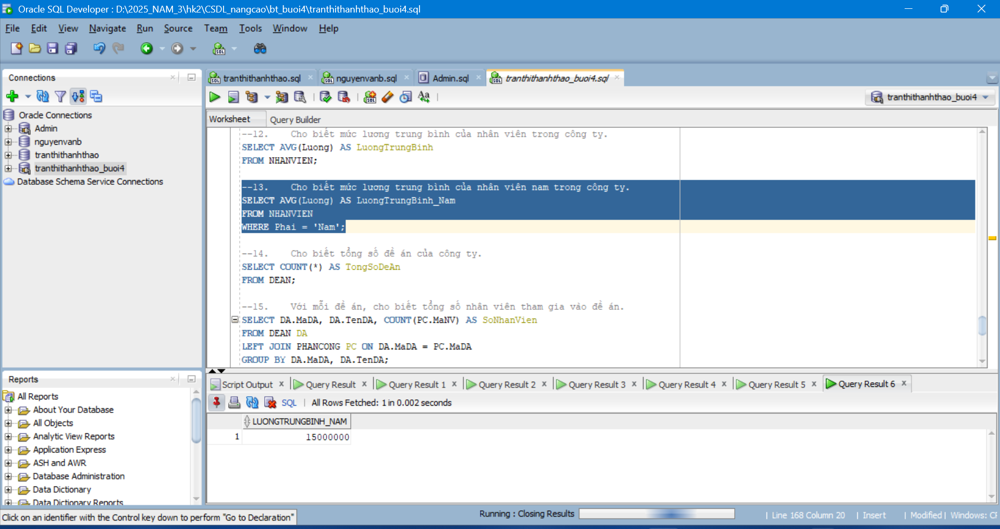 Oracle SQL Developer : D:\2025_NAM_3\hk2\CSDL_nangcao\bt_buoi4\tranthithanhthao_buoi4.sql
File Edit View Navigate Run Source Team Tools Window Help
Connections
Oracle Connections
Admin
nguyenvanb
tranthithanhthao
tranthithanhthao_buoi4
Database Schema Service Connections
Reports
All Reports
About Your Database
All Objects
Analytic View Reports
Application Express
ASH and AWR
Database Administration
Data Dictionary
Data Dictionary Reports
tranthithanhthao.sql nguyenvanb.sql Admin.sql tranthithanhthao_buoi4.sql
tranthithanhthao_buoi4
Worksheet Query Builder
--12. Cho biết mức lương trung bình của nhân viên trong công ty.
SELECT AVG(Luong) AS LuongTrungBinh
FROM NHANVIEN;
--13. Cho biết mức lương trung bình của nhân viên nam trong công ty.
SELECT AVG(Luong) AS LuongTrungBinh_Nam
FROM NHANVIEN
WHERE Phai = 'Nam';
--14. Cho biết tổng số đề án của công ty.
SELECT COUNT(*) AS TongSoDeAn
FROM DEAN;
--15. Với mỗi đề án, cho biết tổng số nhân viên tham gia vào đề án.
SELECT DA.MaDA, DA.TenDA, COUNT(PC.MaNV) AS SoNhanVien
FROM DEAN DA
LEFT JOIN PHANCONG PC ON DA.MaDA = PC.MaDA
GROUP BY DA.MaDA, DA.TenDA;
Script Output Query Result Query Result 1 Query Result 2 Query Result 3 Query Result 4 Query Result 5 Query Result 6
SQL | All Rows Fetched: 1 in 0.002 seconds
LUONGTRUNGBINH_NAM
1 15000000
Click on an identifier with the Control key down to perform "Go to Declaration"
Running : Closing Results
| Line 168 Column 20 | Insert | Modified | Windows: